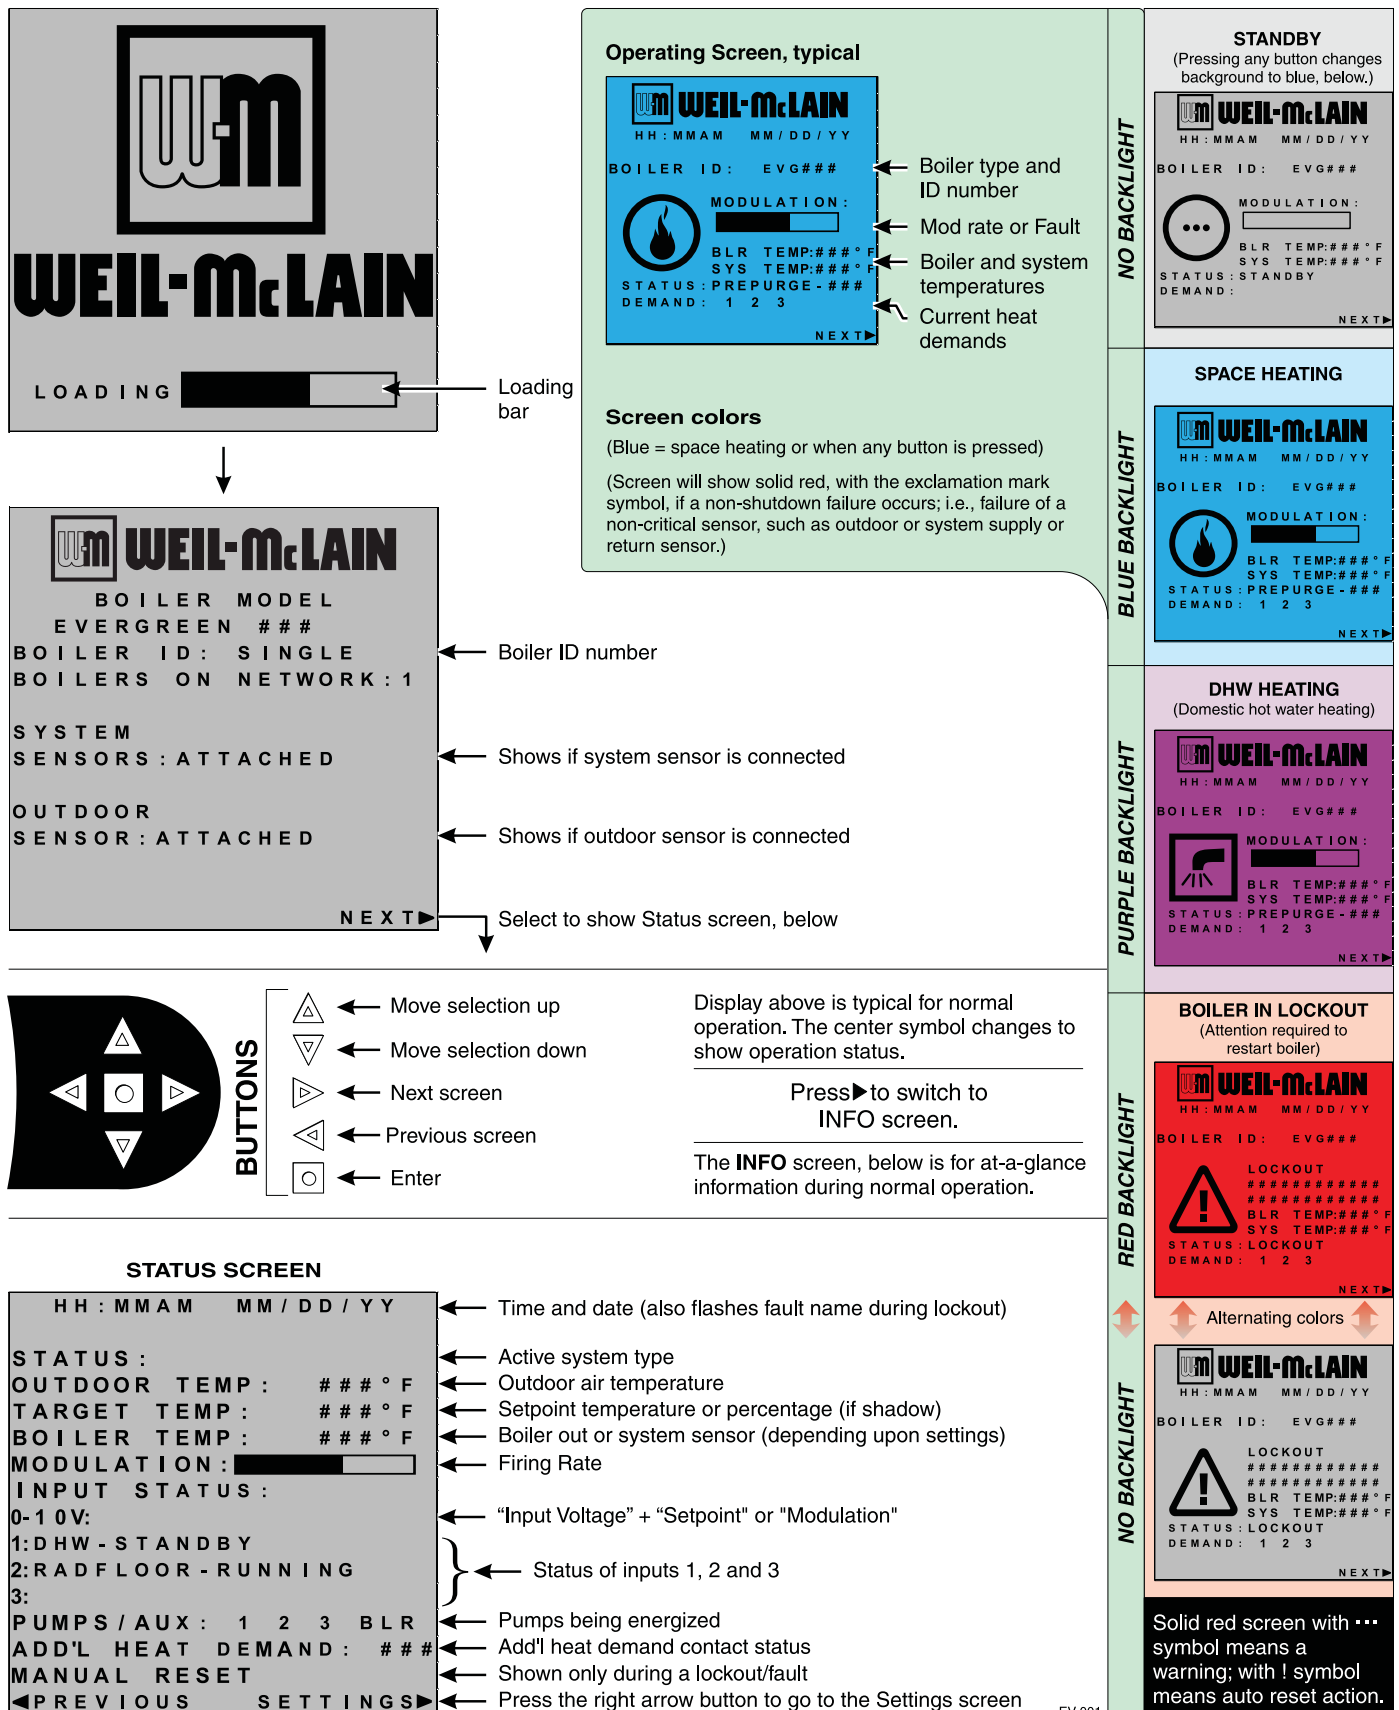 WM
WEIL-McLAIN
LOADING
Loading
bar
WM WEIL-McLAIN
BOILER MODEL
EVERGREEN ###
BOILER ID: SINGLE
BOILERS ON NETWORK:1
SYSTEM
SENSORS:ATTACHED
OUTDOOR
SENSOR:ATTACHED
NEXT▶
Boiler ID number
Shows if system sensor is connected
Shows if outdoor sensor is connected
Select to show Status screen, below
Operating Screen, typical
WM WEIL-McLAIN
HH:MMAM MM/DD/YY
BOILER ID: EVG###
MODULATION:
BLR TEMP:###°F
SYS TEMP:###°F
STATUS:PREPURGE-###
DEMAND: 1 2 3
NEXT▶
Boiler type and
ID number
Mod rate or Fault
Boiler and system
temperatures
Current heat
demands
Screen colors
(Blue = space heating or when any button is pressed)
(Screen will show solid red, with the exclamation mark
symbol, if a non-shutdown failure occurs; i.e., failure of a
non-critical sensor, such as outdoor or system supply or
return sensor.)
BUTTONS
Move selection up
Move selection down
Next screen
Previous screen
Enter
Display above is typical for normal
operation. The center symbol changes to
show operation status.
Press▶to switch to
INFO screen.
The INFO screen, below is for at-a-glance
information during normal operation.
STATUS SCREEN
HH:MMAM MM/DD/YY
STATUS:
OUTDOOR TEMP: ###°F
TARGET TEMP: ###°F
BOILER TEMP: ###°F
MODULATION:
INPUT STATUS:
0-10V:
1:DHW-STANDBY
2:RADFLOOR-RUNNING
3:
PUMPS/AUX: 1 2 3 BLR
ADD'L HEAT DEMAND: ###
MANUAL RESET
◀PREVIOUS SETTINGS▶
Time and date (also flashes fault name during lockout)
Active system type
Outdoor air temperature
Setpoint temperature or percentage (if shadow)
Boiler out or system sensor (depending upon settings)
Firing Rate
“Input Voltage” + “Setpoint" or "Modulation"
Status of inputs 1, 2 and 3
Pumps being energized
Add'l heat demand contact status
Shown only during a lockout/fault
Press the right arrow button to go to the Settings screen
NO BACKLIGHT
STANDBY
(Pressing any button changes
background to blue, below.)
WM WEIL-McLAIN
HH:MMAM MM/DD/YY
BOILER ID: EVG###
MODULATION:
BLR TEMP:###°F
SYS TEMP:###°F
STATUS:STANDBY
DEMAND:
NEXT▶
BLUE BACKLIGHT
SPACE HEATING
WM WEIL-McLAIN
HH:MMAM MM/DD/YY
BOILER ID: EVG###
MODULATION:
BLR TEMP:###°F
SYS TEMP:###°F
STATUS:PREPURGE-###
DEMAND: 1 2 3
NEXT▶
PURPLE BACKLIGHT
DHW HEATING
(Domestic hot water heating)
WM WEIL-McLAIN
HH:MMAM MM/DD/YY
BOILER ID: EVG###
MODULATION:
BLR TEMP:###°F
SYS TEMP:###°F
STATUS:PREPURGE-###
DEMAND: 1 2 3
NEXT▶
RED BACKLIGHT
BOILER IN LOCKOUT
(Attention required to
restart boiler)
WM WEIL-McLAIN
HH:MMAM MM/DD/YY
BOILER ID: EVG###
LOCKOUT
############
############
BLR TEMP:###°F
SYS TEMP:###°F
STATUS:LOCKOUT
DEMAND: 1 2 3
NEXT▶
Alternating colors
NO BACKLIGHT
WM WEIL-McLAIN
HH:MMAM MM/DD/YY
BOILER ID: EVG###
LOCKOUT
############
############
BLR TEMP:###°F
SYS TEMP:###°F
STATUS:LOCKOUT
DEMAND: 1 2 3
NEXT▶
Solid red screen with ···
symbol means a
warning; with ! symbol
means auto reset action.